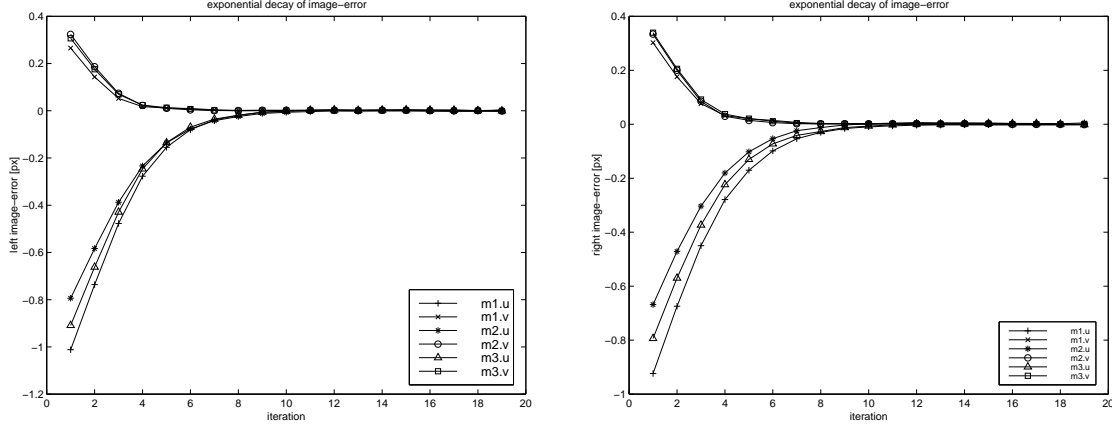 exponential decay of image−error
0.4
0.2
0
−0.2
−0.4
−0.6
−0.8
−1
−1.2
left image−error [px]
0 2 4 6 8 10 12 14 16 18 20
iteration
m1.u
m1.v
m2.u
m2.v
m3.u
m3.v
exponential decay of image−error
0.4
0.2
0
−0.2
−0.4
−0.6
−0.8
−1
right image−error [px]
0 2 4 6 8 10 12 14 16 18 20
iteration
m1.u
m1.v
m2.u
m2.v
m3.u
m3.v